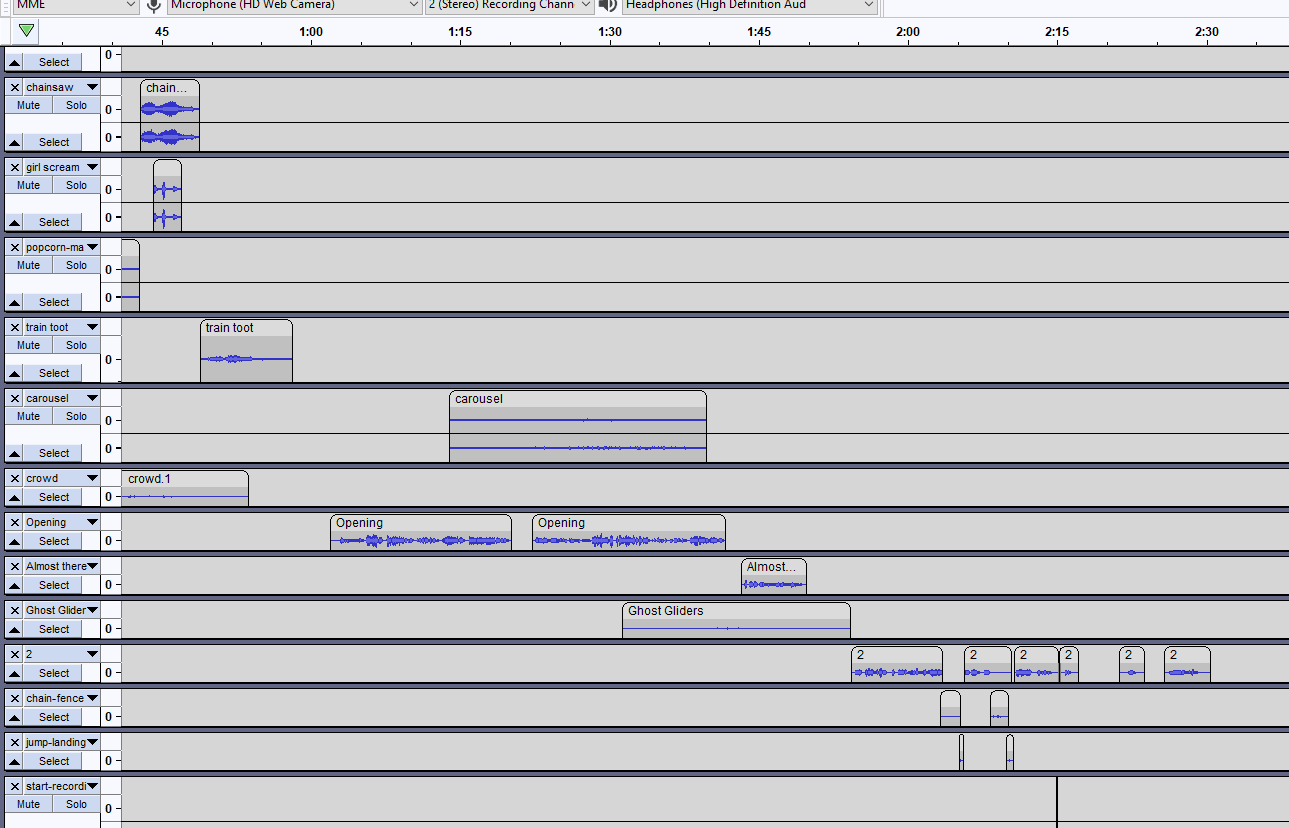 MME Microphone (HD Web Camera) 2 (Stereo) Recording Chann Headphones (High Definition Aud
45 1:00 1:15 1:30 1:45 2:00 2:15 2:30
0
Select
chainsaw chain...
Mute Solo 0
0
Select
girl scream
Mute Solo 0
0
Select
popcorn-ma
Mute Solo 0
0
Select
train toot train toot
Mute Solo
0
Select
carousel carousel
Mute Solo 0
0
Select
crowd crowd.1
Select 0
Opening Opening Opening
Select 0
Almost there Almost...
Select 0
Ghost Glider Ghost Gliders
Select 0
2 2 2 2 2 2 2
Select 0
chain-fence
Select 0
jump-landing
Select 0
start-recordi
Mute Solo 0